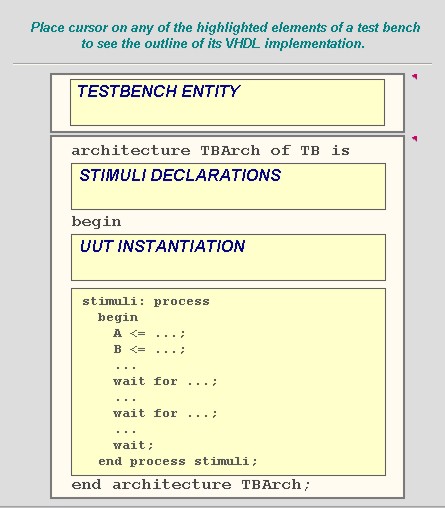 Place cursor on any of the highlighted elements of a test bench
to see the outline of its VHDL implementation.
TESTBENCH ENTITY
architecture TBArch of TB is
STIMULI DECLARATIONS
begin
UUT INSTANTIATION
stimuli: process
begin
A <= ...;
B <= ...;
...
wait for ...;
...
wait for ...;
...
wait;
end process stimuli;
end architecture TBArch;